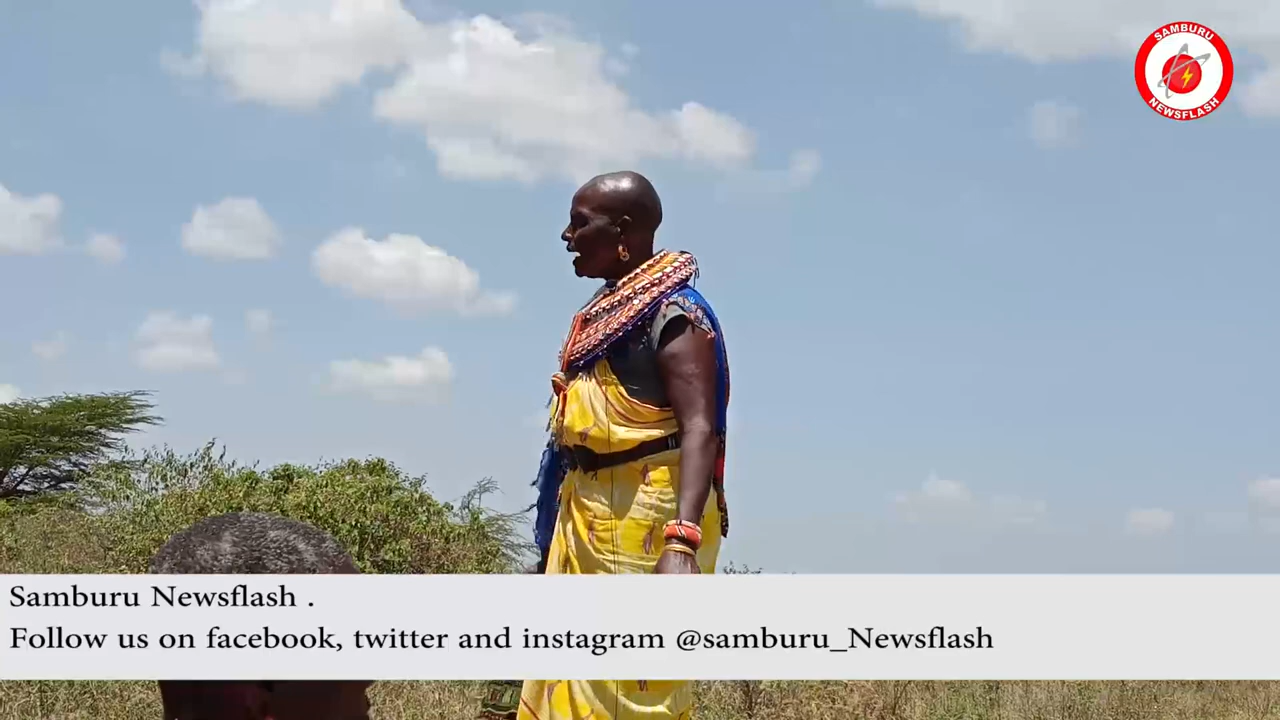 SAMBURU
NEWSFLASH
Samburu Newsflash .
Follow us on facebook, twitter and instagram @samburu_Newsflash